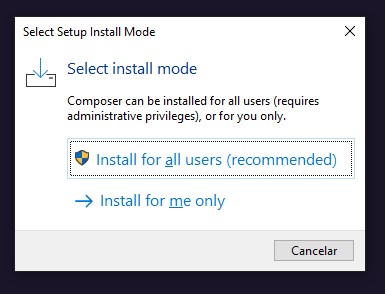 Select Setup Install Mode
Select install mode
Composer can be installed for all users (requires
administrative privileges), or for you only.
Install for all users (recommended)
Install for me only
Cancelar